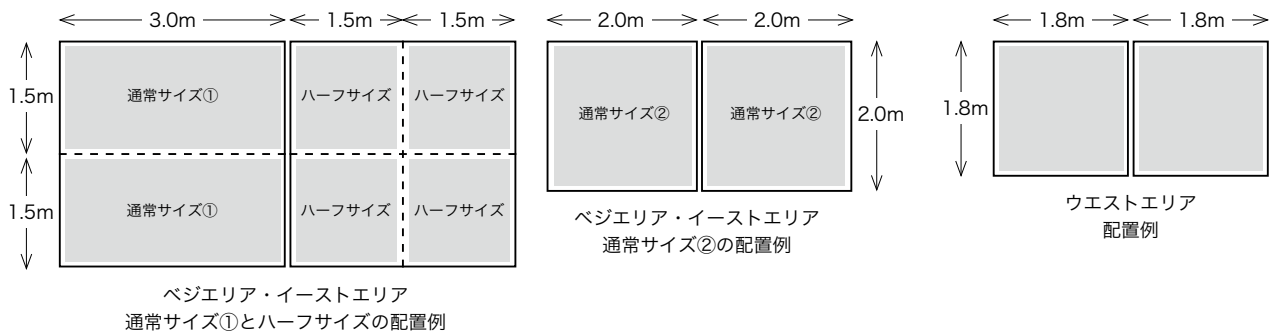 3.0m
1.5m
1.5m
2.0m
2.0m
1.8m
1.8m
1.5m
通常サイズ①
ハーフサイズ
ハーフサイズ
通常サイズ②
通常サイズ②
2.0m
1.8m
1.5m
通常サイズ①
ハーフサイズ
ハーフサイズ
ベジエリア・イーストエリア
通常サイズ②の配置例
ウエストエリア
配置例
ベジエリア・イーストエリア
通常サイズ①とハーフサイズの配置例